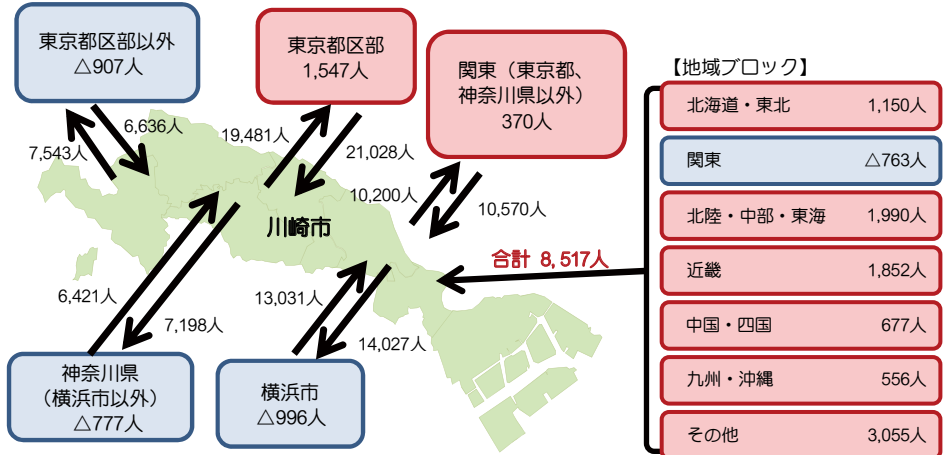 東京都区部以外
△907人
東京都区部
1,547人
関東（東京都、
神奈川県以外）
370人
【地域ブロック】
北海道・東北 1,150人
関東 △763人
北陸・中部・東海 1,990人
近畿 1,852人
中国・四国 677人
九州・沖縄 556人
その他 3,055人
6,636人
7,543人
19,481人
21,028人
10,200人
10,570人
川崎市
合計 8,517人
6,421人
7,198人
13,031人
14,027人
神奈川県
（横浜市以外）
△777人
横浜市
△996人